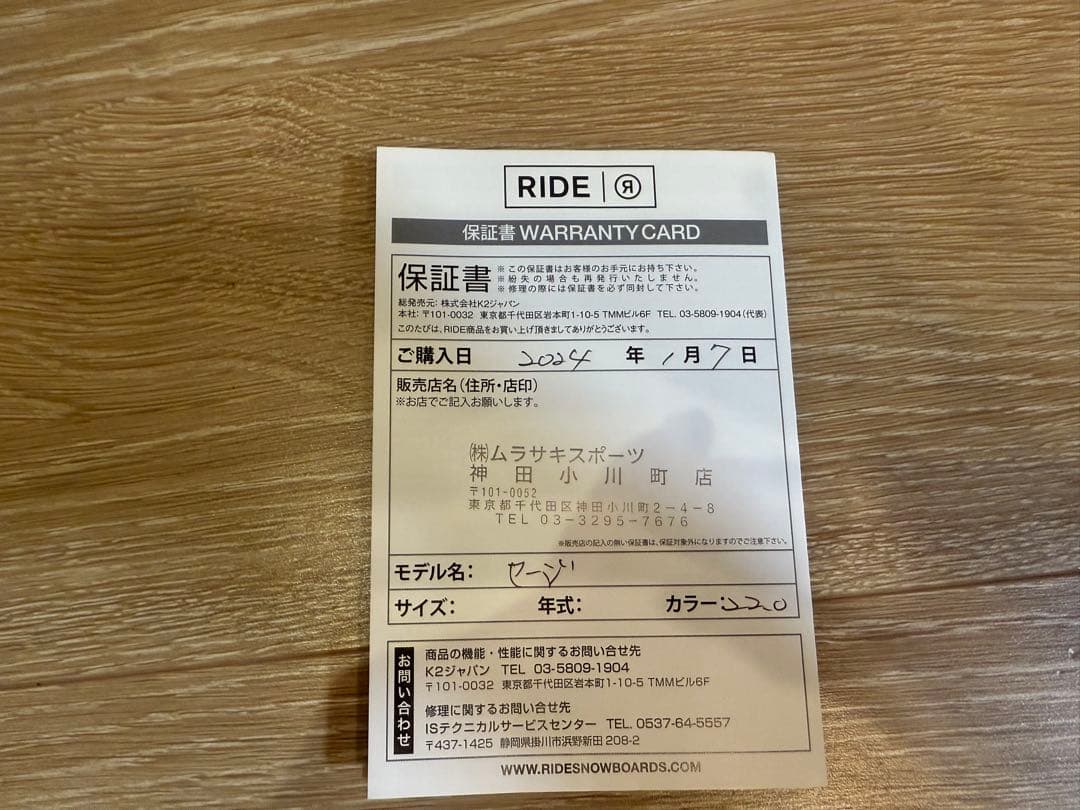 RIDE | R
保証書 WARRANTY CARD
保証書
※この保証書はお客様のお手元にお持ち下さい。
※紛失の場合も再発行いたしません。
※修理の際には保証書を必ず同封して下さい。
総発売元: 株式会社K2ジャパン
本社: 〒101-0032 東京都千代田区岩本町1-10-5 TMMビル6F TEL. 03-5809-1904(代表)
このたびは、RIDE商品をお買い上げ頂きましてありがとうございます。
ご購入日 2024 年 1月 7日
販売店名(住所・店印)
※お店でご記入お願いします。
㈱ムラサキスポーツ
神田小川町店
〒101-0052
東京都千代田区神田小川町2-4-8
TEL 03-3295-7676
※販売店の記入の無い保証書は、保証対象外になりますのでご注意下さい。
モデル名: セージ
サイズ: 年式: カラー: 220
お問い合わせ
商品の機能・性能に関するお問い合せ先
K2ジャパン TEL 03-5809-1904
〒101-0032 東京都千代田区岩本町1-10-5 TMMビル6F
修理に関するお問い合せ先
ISテクニカルサービスセンター TEL. 0537-64-5557
〒437-1425 静岡県掛川市浜野新田 208-2
WWW.RIDESNOWBOARDS.COM